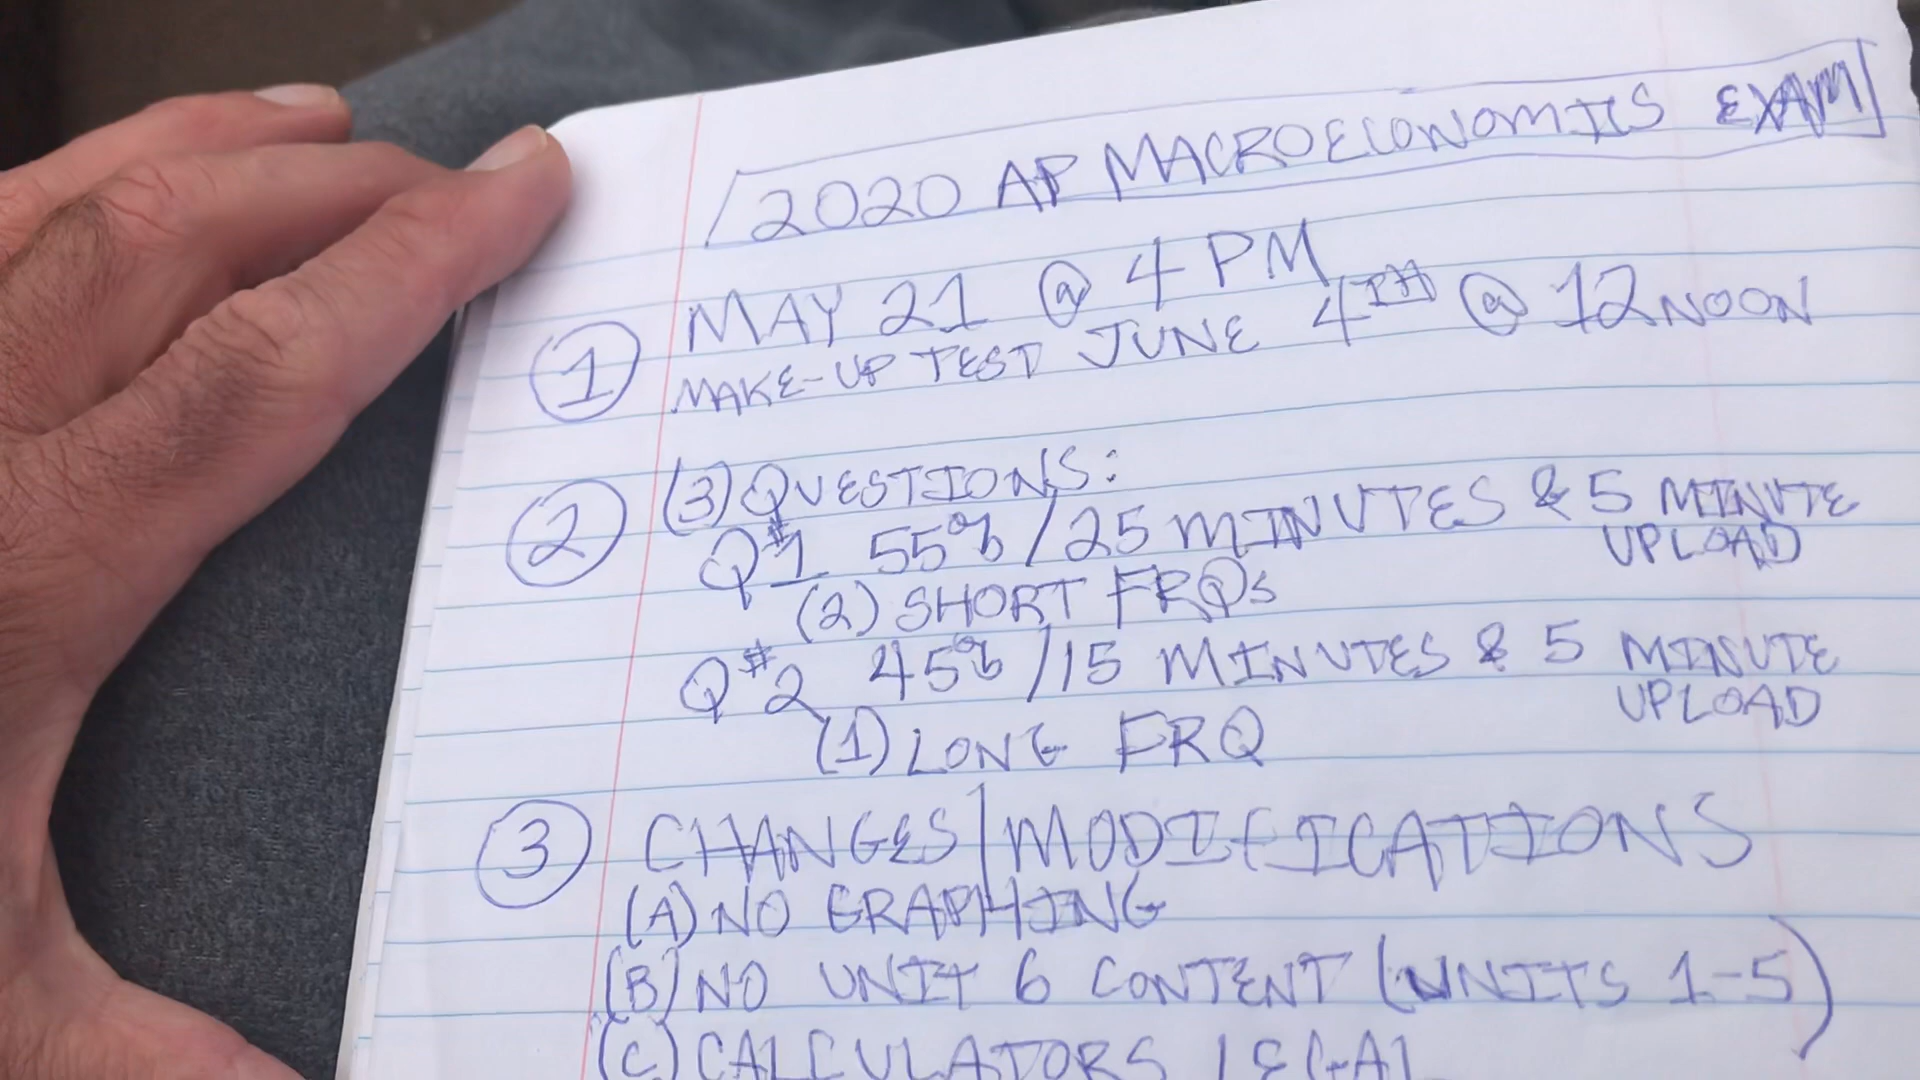 2020 AP MACROECONOMICS EXAM
① MAY 21 @ 4 PM
MAKE-UP TEST JUNE 4TH @ 12 NOON
② (3) QUESTIONS:
Q#1 55% / 25 MINUTES & 5 MINUTE UPLOAD
(2) SHORT FRQs
Q#2 45% / 15 MINUTES & 5 MINUTE UPLOAD
(1) LONG FRQ
③ CHANGES / MODIFICATIONS
(A) NO GRAPHING
(B) NO UNIT 6 CONTENT (UNITS 1-5)
(C) CALCULATORS LEGAL